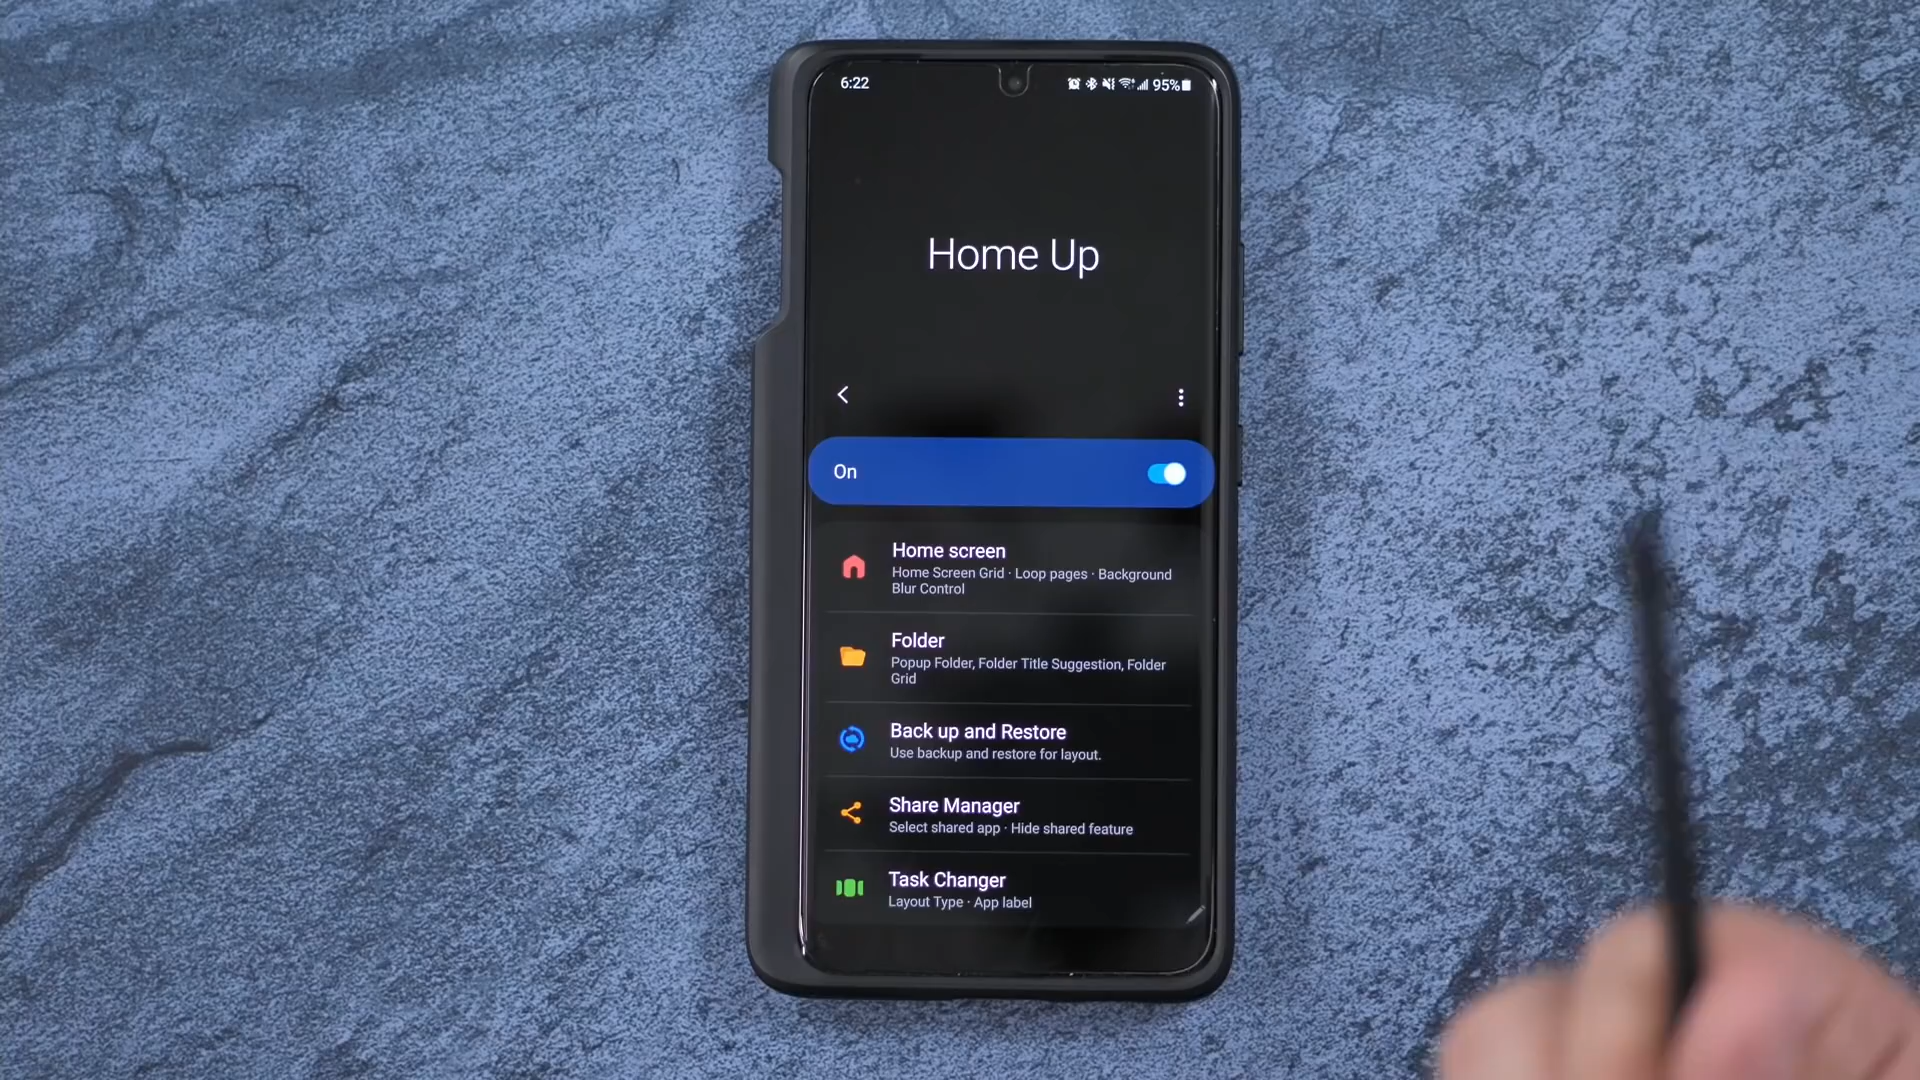 6:22
95%
Home Up
On
Home screen
Home Screen Grid · Loop pages · Background
Blur Control
Folder
Popup Folder, Folder Title Suggestion, Folder
Grid
Back up and Restore
Use backup and restore for layout.
Share Manager
Select shared app · Hide shared feature
Task Changer
Layout Type · App label